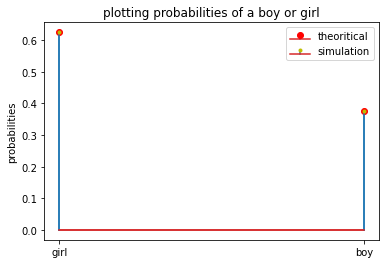 plotting probabilities of a boy or girl
theoritical
simulation
probabilities
0.6
0.5
0.4
0.3
0.2
0.1
0.0
girl boy